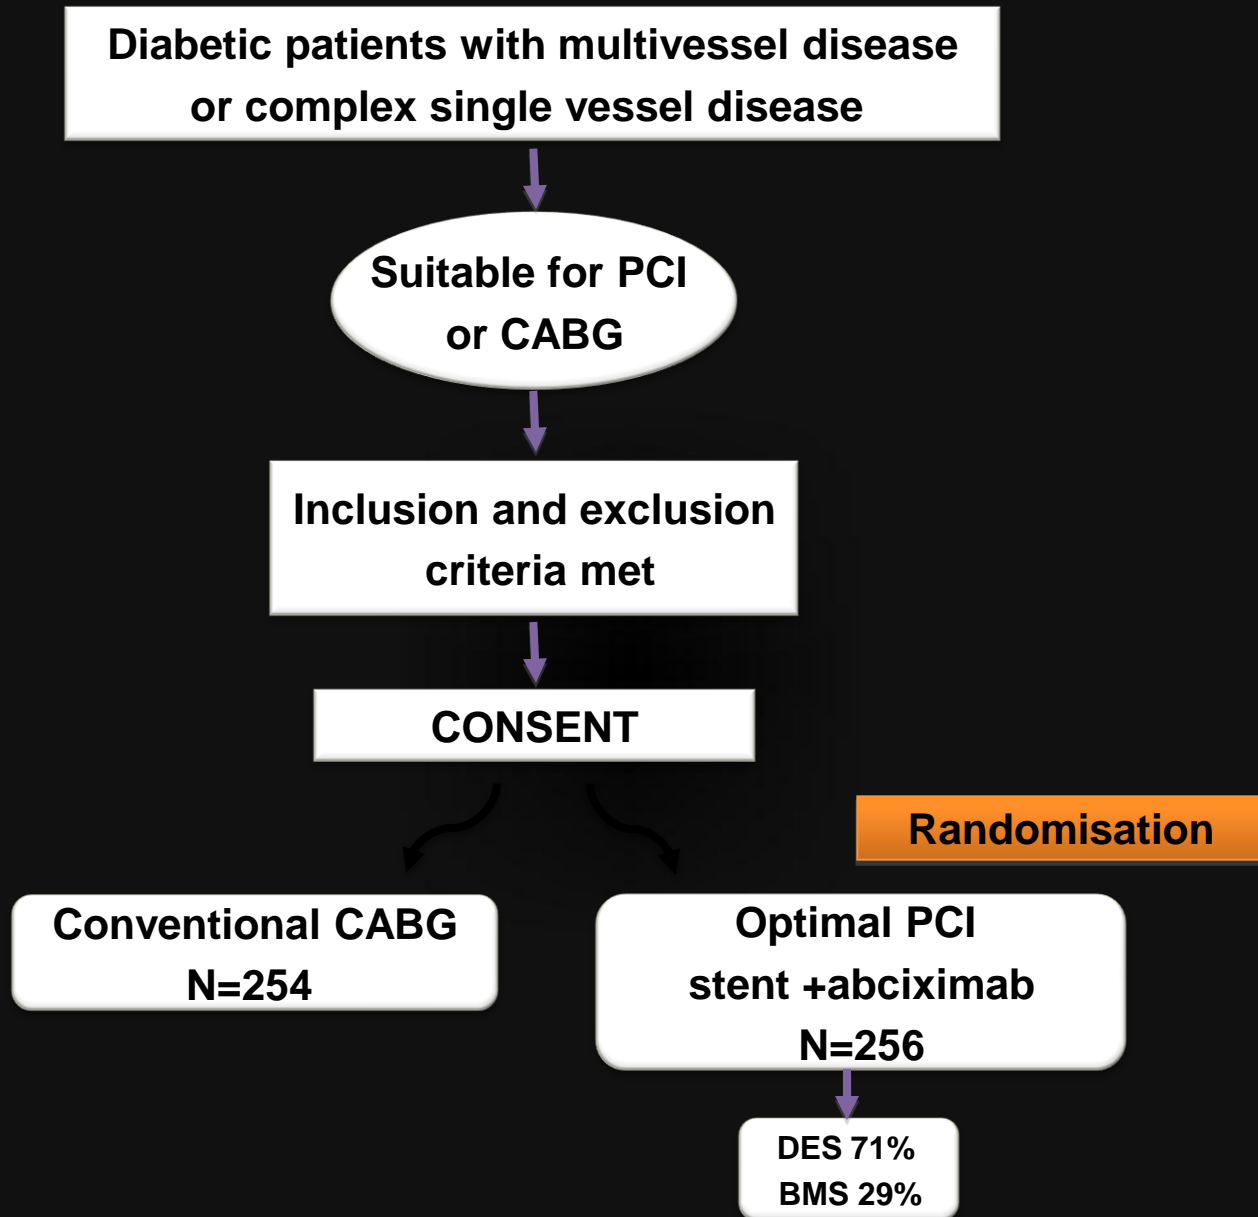 Diabetic patients with multivessel disease
or complex single vessel disease
Suitable for PCI
or CABG
Inclusion and exclusion
criteria met
CONSENT
Randomisation
Conventional CABG
N=254
Optimal PCI
stent +abciximab
N=256
DES 71%
BMS 29%